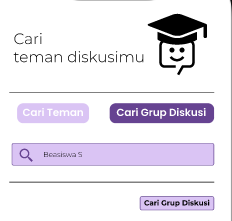 Cari
teman diskusimu
Cari Teman
Cari Grup Diskusi
Beasiswa S
Cari Grup Diskusi